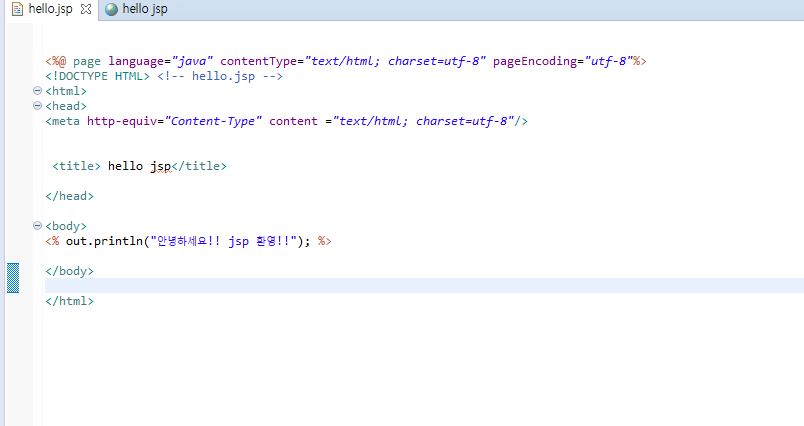 hello.jsp hello jsp
<%@ page language="java" contentType="text/html; charset=utf-8" pageEncoding="utf-8"%>
<!DOCTYPE HTML> <!-- hello.jsp -->
<html>
<head>
<meta http-equiv="Content-Type" content ="text/html; charset=utf-8"/>
<title> hello jsp</title>
</head>
<body>
<% out.println("안녕하세요!! jsp 환영!!"); %>
</body>
</html>